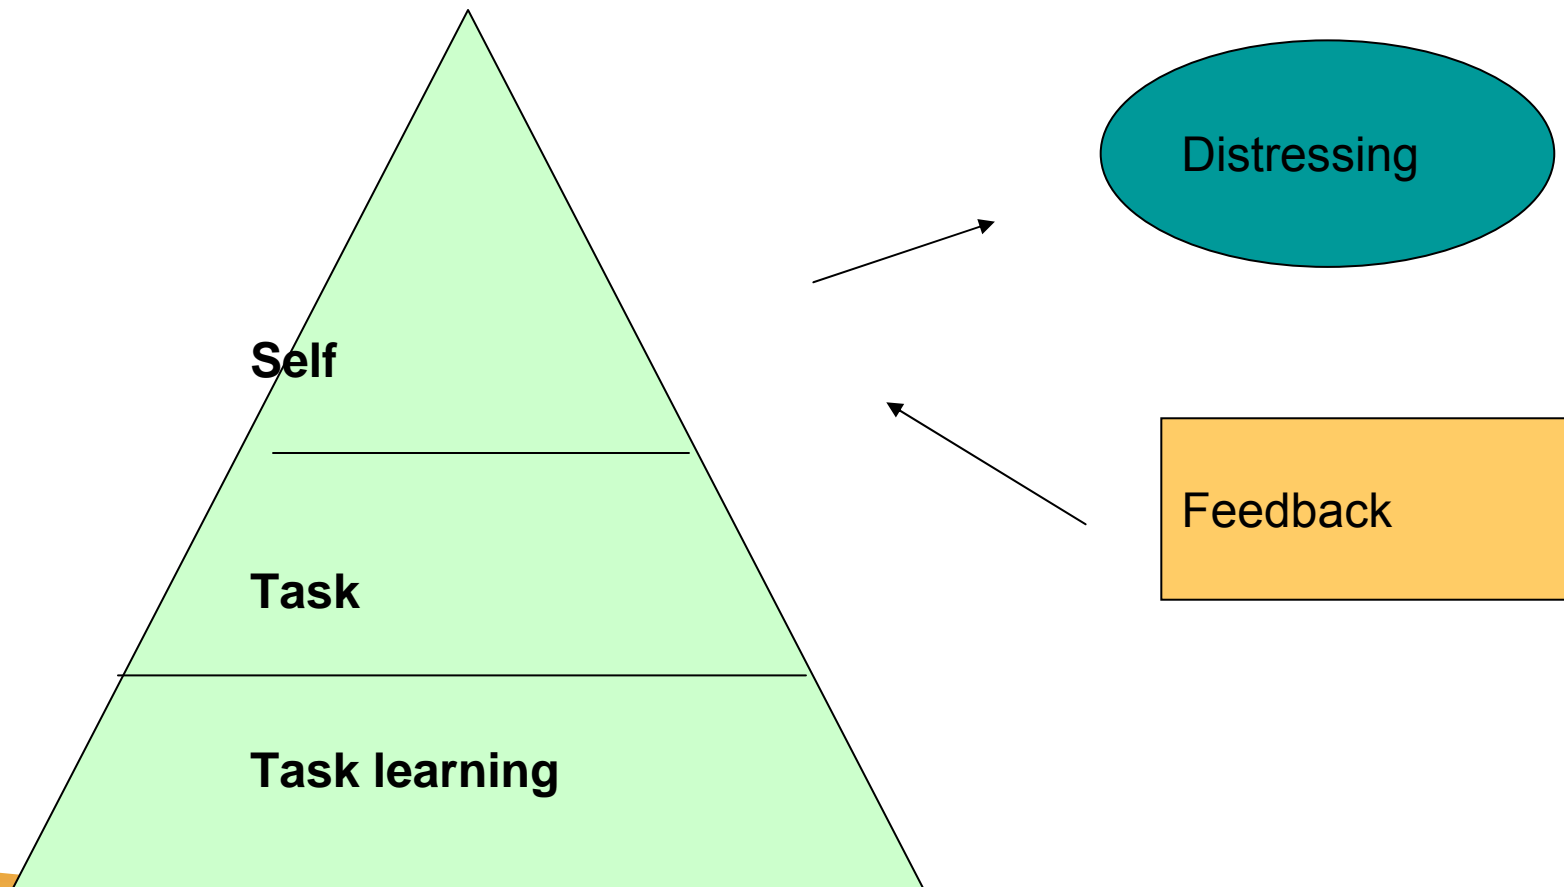 Distressing
Self
Feedback
Task
Task learning